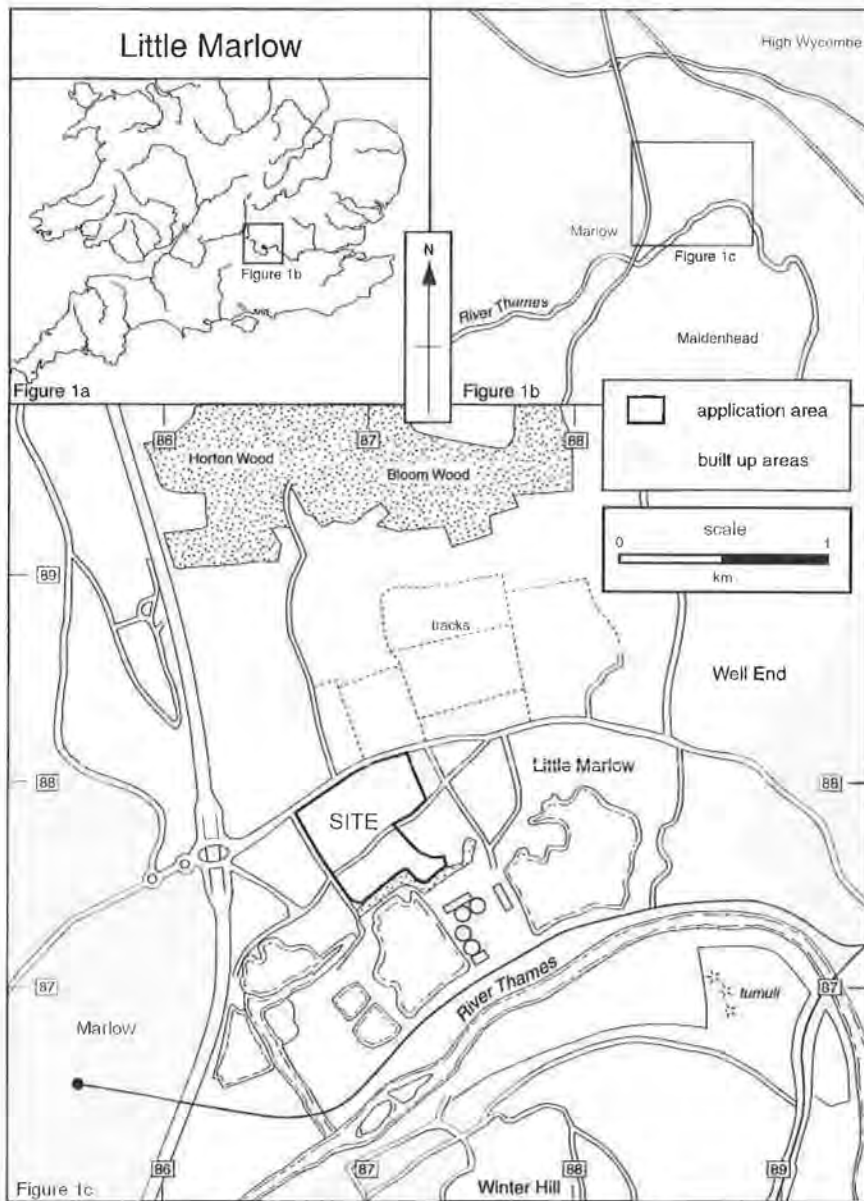 Little Marlow
Figure 1b
Figure 1a
High Wycombe
Marlow
Figure 1c
River Thames
Maidenhead
Figure 1b
N
application area
built up areas
scale
0 1
km
86 87 88
Horton Wood
Bloom Wood
89
tracks
Well End
88
Little Marlow
88
SITE
87
River Thames
tumuli
87
Marlow
86 87 88 89
Winter Hill
Figure 1c